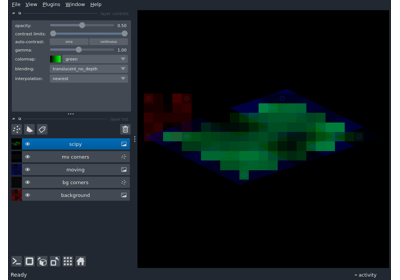 File View Plugins Window Help
layer controls
opacity: 0.50
contrast limits:
auto-contrast: once continuous
gamma: 1.00
colormap: green
blending: translucent_no_depth
interpolation: nearest
layer list
scipy
mv corners
moving
bg corners
background
Ready
activity